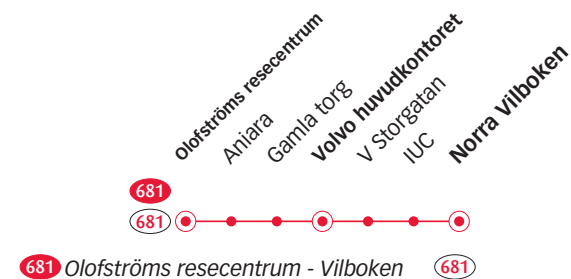 Olofströms resecentrum
Aniara
Gamla torg
Volvo huvudkontoret
V Storgatan
IUC
Norra Vilboken
681
681
681 Olofströms resecentrum - Vilboken 681